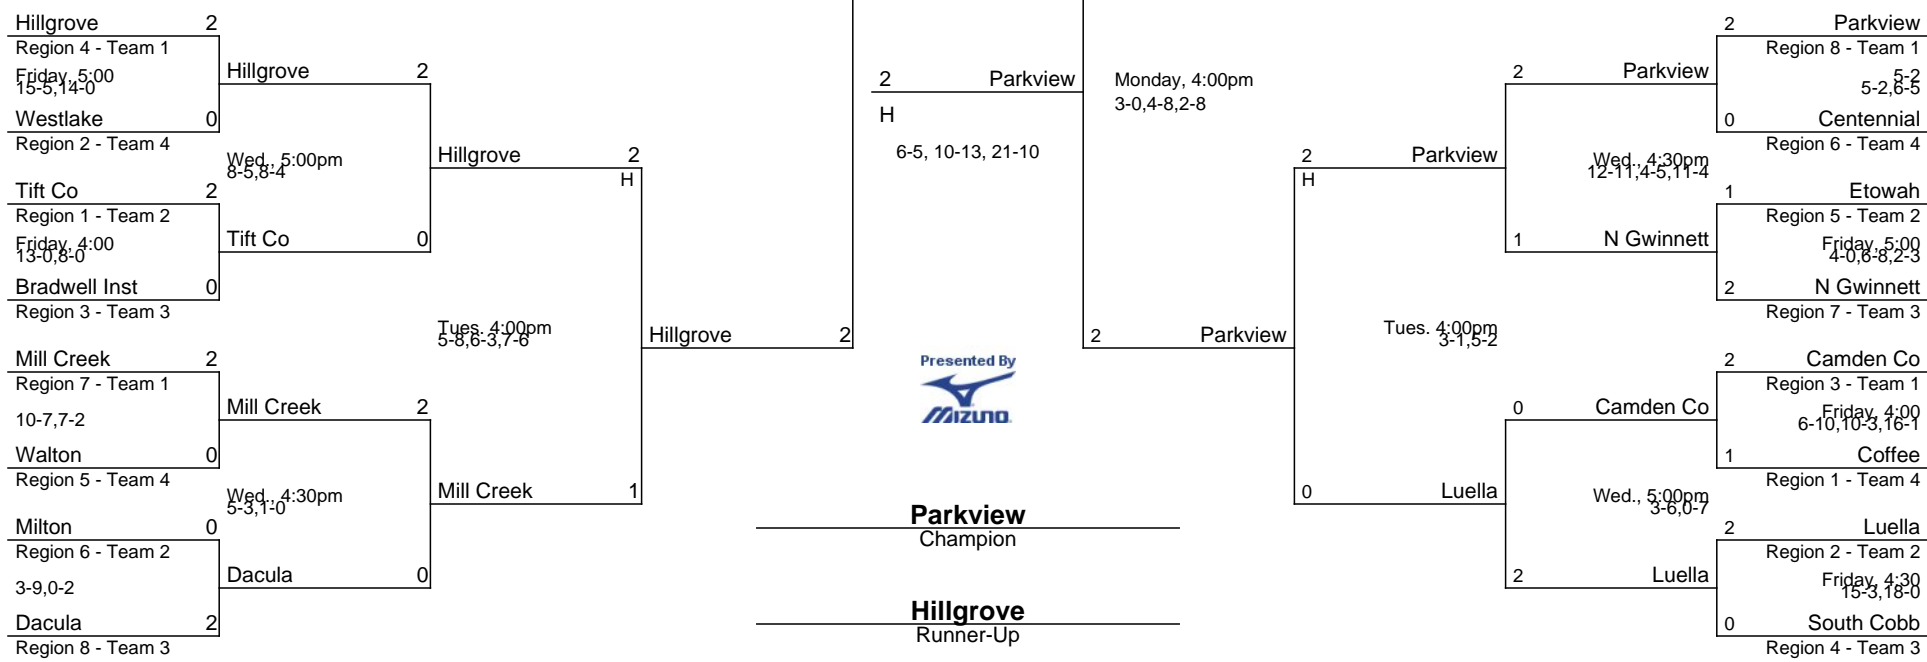 Hillgrove 2
Region 4 - Team 1
Friday, 5:00
15-5,14-0
Westlake 0
Region 2 - Team 4
Tift Co 2
Region 1 - Team 2
Friday, 4:00
13-0,8-0
Bradwell Inst 0
Region 3 - Team 3
Mill Creek 2
Region 7 - Team 1
10-7,7-2
Walton 0
Region 5 - Team 4
Milton 0
Region 6 - Team 2
3-9,0-2
Dacula 2
Region 8 - Team 3
Hillgrove 2
Wed., 5:00pm
8-5,8-4
Tift Co 0
Mill Creek 2
Wed., 4:30pm
5-3,1-0
Dacula 0
Hillgrove 2
H
Tues. 4:00pm
5-8,6-3,7-6
Mill Creek 1
Hillgrove 2
2 Parkview
H
6-5, 10-13, 21-10
Monday, 4:00pm
3-0,4-8,2-8
Presented By
MIZUNO
Parkview
Champion
Hillgrove
Runner-Up
2 Parkview
2 Parkview
H
Tues. 4:00pm
3-1,5-2
0 Luella
2 Parkview
Wed., 4:30pm
12-11,4-5,11-4
1 N Gwinnett
0 Camden Co
Wed., 5:00pm
3-6,0-7
2 Luella
2 Parkview
Region 8 - Team 1
5-2
5-2,6-5
0 Centennial
Region 6 - Team 4
1 Etowah
Region 5 - Team 2
Friday, 5:00
4-0,6-8,2-3
2 N Gwinnett
Region 7 - Team 3
2 Camden Co
Region 3 - Team 1
Friday, 4:00
6-10,10-3,16-1
1 Coffee
Region 1 - Team 4
2 Luella
Region 2 - Team 2
Friday, 4:30
15-3,18-0
0 South Cobb
Region 4 - Team 3